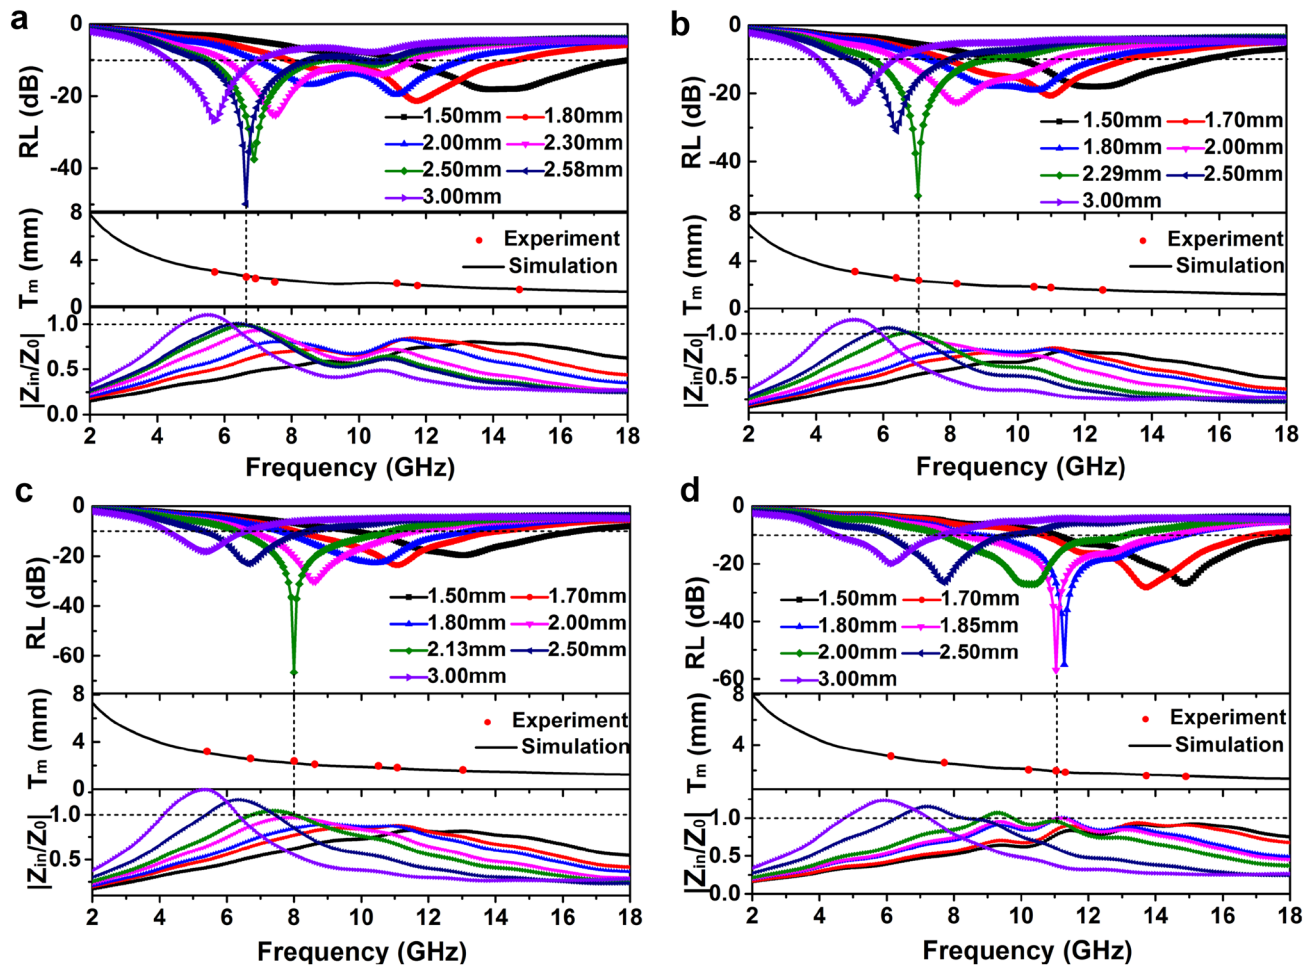 a
0
-20
-40
RL (dB)
1.50mm 1.80mm
2.00mm 2.30mm
2.50mm 2.58mm
3.00mm
8
4
0
Tm (mm)
Experiment
Simulation
1.0
0.5
0.0
|Zin/Z0|
2 4 6 8 10 12 14 16 18
Frequency (GHz)
b
0
-20
-40
RL (dB)
1.50mm 1.70mm
1.80mm 2.00mm
2.29mm 2.50mm
3.00mm
8
4
0
Tm (mm)
Experiment
Simulation
1.0
0.5
|Zin/Z0|
2 4 6 8 10 12 14 16 18
Frequency (GHz)
c
0
-20
-40
-60
RL (dB)
1.50mm 1.70mm
1.80mm 2.00mm
2.13mm 2.50mm
3.00mm
8
4
0
Tm (mm)
Experiment
Simulation
1.0
0.5
|Zin/Z0|
2 4 6 8 10 12 14 16 18
Frequency (GHz)
d
0
-20
-40
-60
RL (dB)
1.50mm 1.70mm
1.80mm 1.85mm
2.00mm 2.50mm
3.00mm
8
4
Tm (mm)
Experiment
Simulation
1.0
0.5
0.0
|Zin/Z0|
2 4 6 8 10 12 14 16 18
Frequency (GHz)